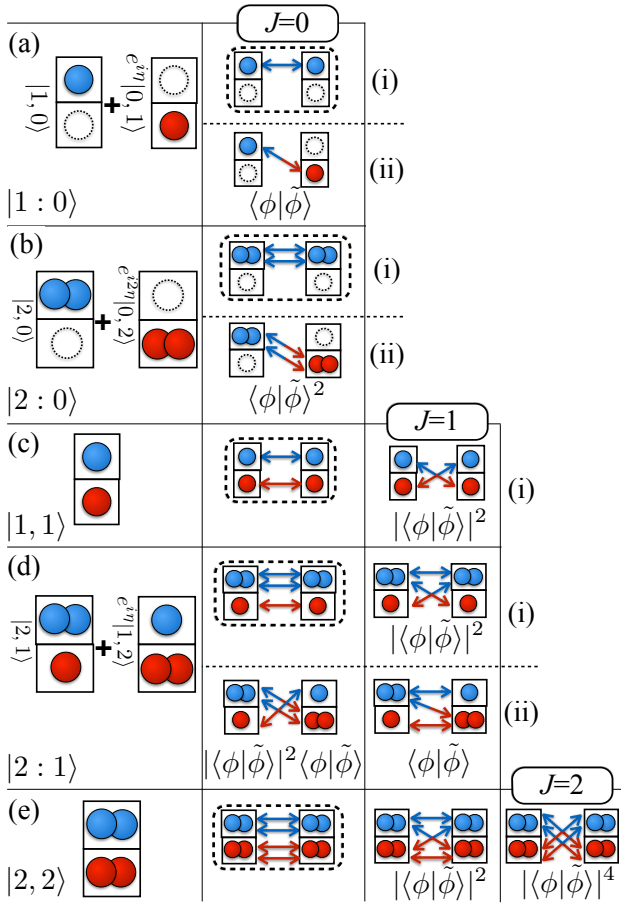 J=0
(a)
|1,0⟩
+
e^{iη}|0,1⟩
(i)
(ii)
⟨ϕ|ϕ̃⟩
|1 : 0⟩
(b)
|2,0⟩
+
e^{i2η}|0,2⟩
(i)
(ii)
⟨ϕ|ϕ̃⟩²
|2 : 0⟩
J=1
(c)
|1,1⟩
(i)
|⟨ϕ|ϕ̃⟩|²
(d)
|2,1⟩
+
e^{iη}|1,2⟩
(i)
|⟨ϕ|ϕ̃⟩|²
(ii)
|2 : 1⟩
|⟨ϕ|ϕ̃⟩|²⟨ϕ|ϕ̃⟩
⟨ϕ|ϕ̃⟩
J=2
(e)
|2,2⟩
|⟨ϕ|ϕ̃⟩|²
|⟨ϕ|ϕ̃⟩|⁴